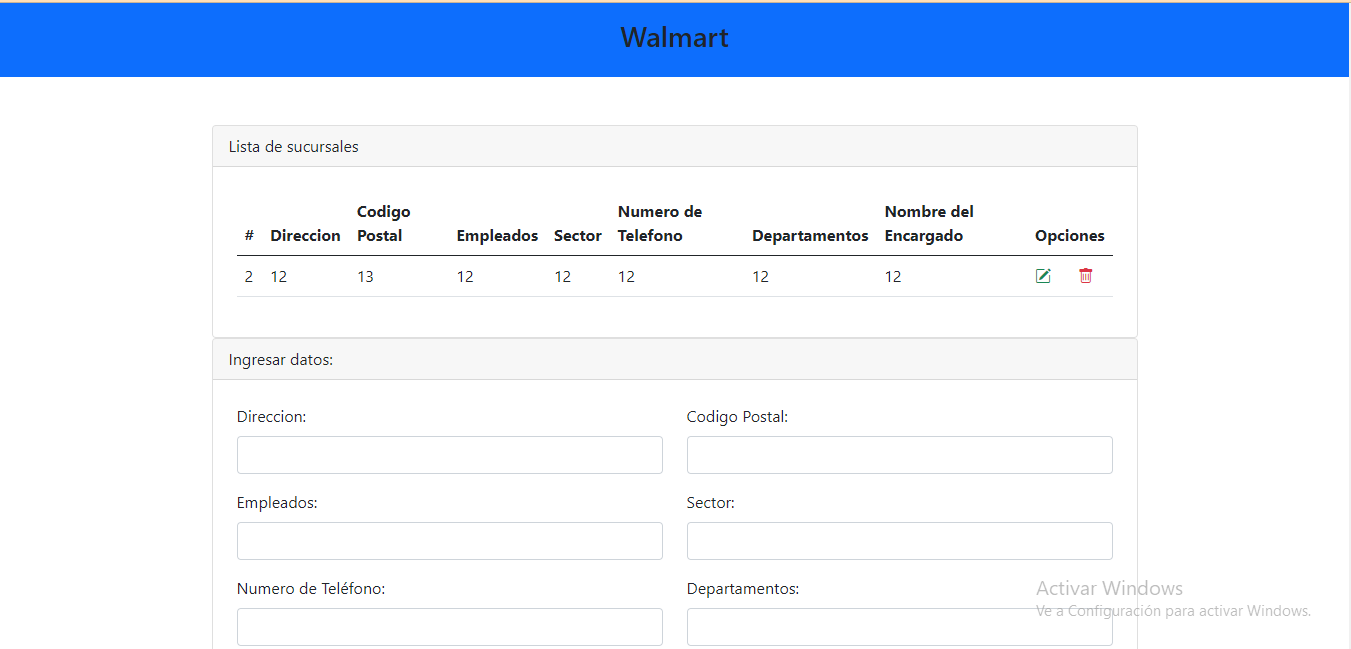 Walmart
Lista de sucursales
# Direccion Codigo Postal Empleados Sector Numero de Telefono Departamentos Nombre del Encargado Opciones
2 12 13 12 12 12 12 12
Ingresar datos:
Direccion: Codigo Postal:
Empleados: Sector:
Numero de Teléfono: Departamentos:
Activar Windows
Ve a Configuración para activar Windows.